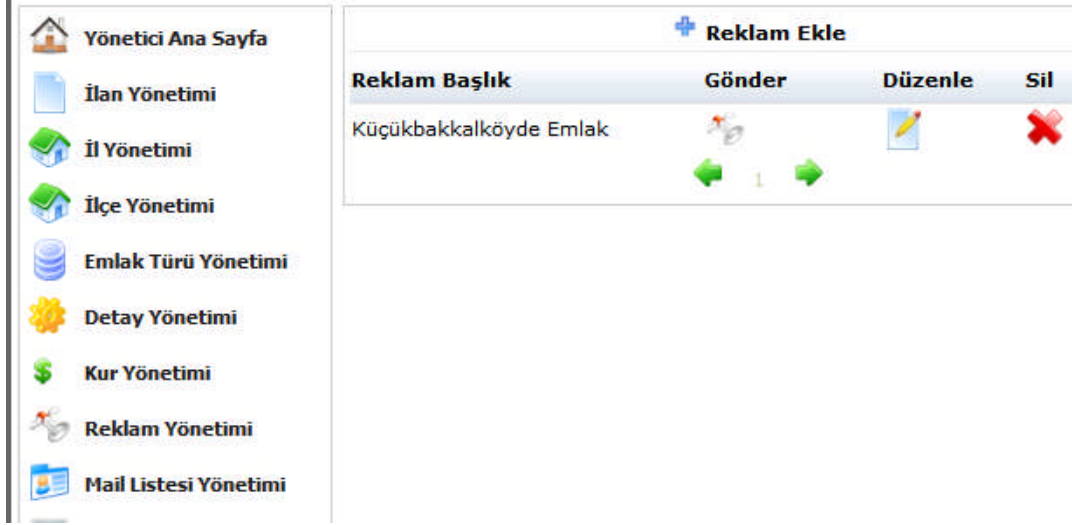 Yönetici Ana Sayfa
İlan Yönetimi
İl Yönetimi
İlçe Yönetimi
Emlak Türü Yönetimi
Detay Yönetimi
Kur Yönetimi
Reklam Yönetimi
Mail Listesi Yönetimi
Reklam Ekle
Reklam Başlık Gönder Düzenle Sil
Küçükbakkalköyde Emlak
1